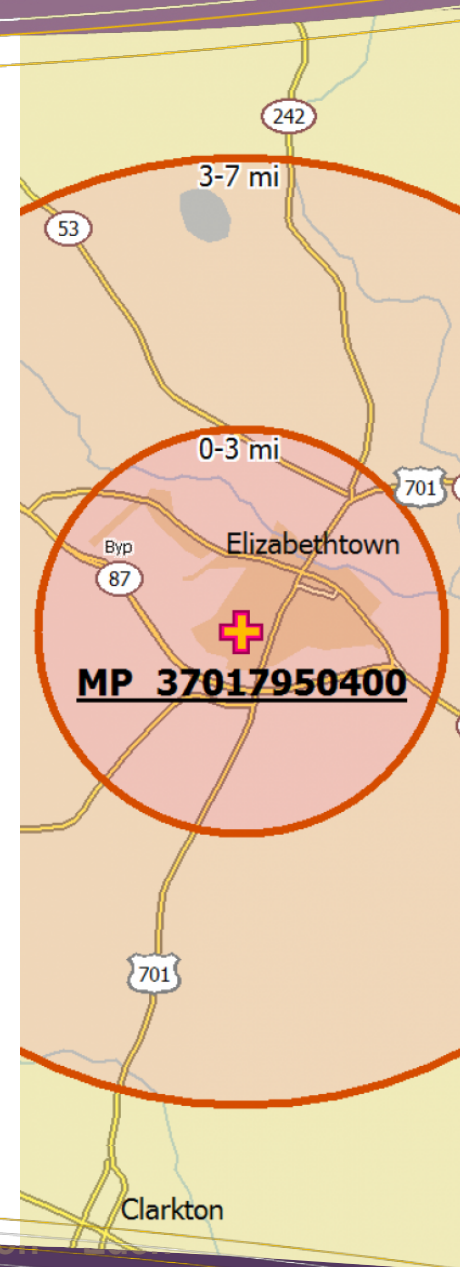 242
3-7 mi
53
0-3 mi
701
Elizabethtown
Byp
87
MP 37017950400
701
Clarkton